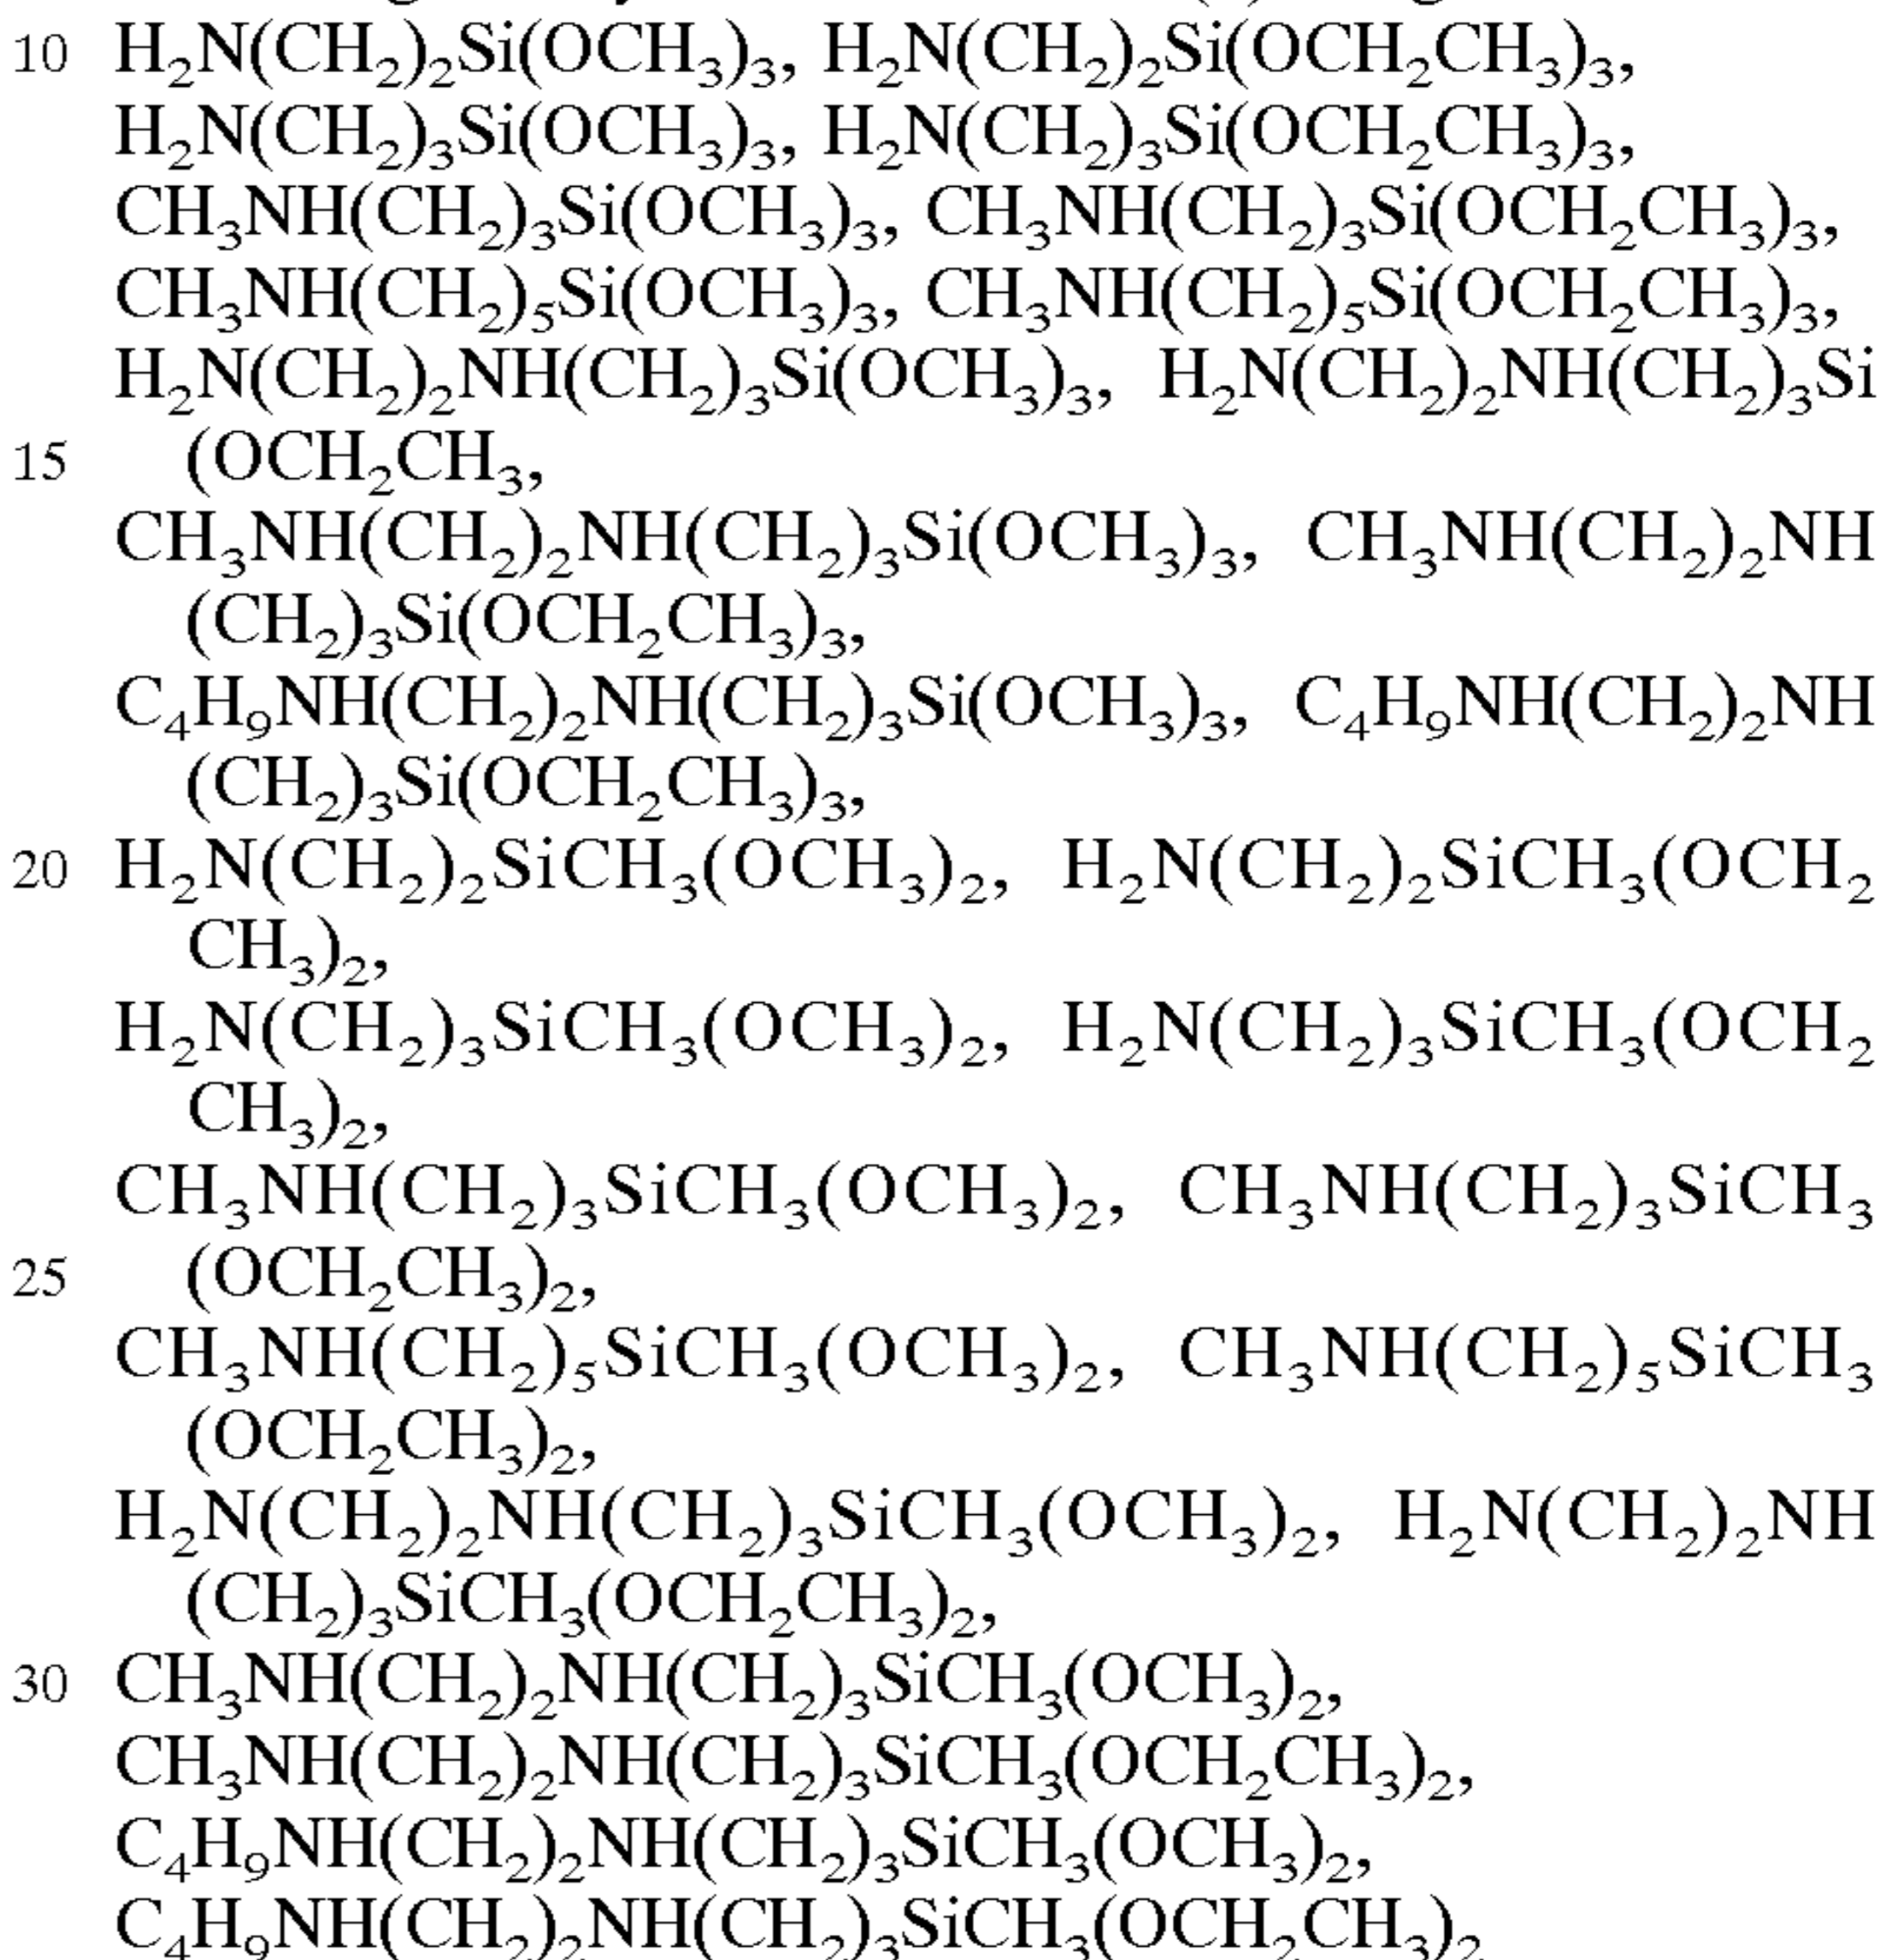 10 H₂N(CH₂)₂Si(OCH₃)₃, H₂N(CH₂)₂Si(OCH₂CH₃)₃,
H₂N(CH₂)₃Si(OCH₃)₃, H₂N(CH₂)₃Si(OCH₂CH₃)₃,
CH₃NH(CH₂)₃Si(OCH₃)₃, CH₃NH(CH₂)₃Si(OCH₂CH₃)₃,
CH₃NH(CH₂)₅Si(OCH₃)₃, CH₃NH(CH₂)₅Si(OCH₂CH₃)₃,
H₂N(CH₂)₂NH(CH₂)₃Si(OCH₃)₃, H₂N(CH₂)₂NH(CH₂)₃Si
15 (OCH₂CH₃,
CH₃NH(CH₂)₂NH(CH₂)₃Si(OCH₃)₃, CH₃NH(CH₂)₂NH
(CH₂)₃Si(OCH₂CH₃)₃,
C₄H₉NH(CH₂)₂NH(CH₂)₃Si(OCH₃)₃, C₄H₉NH(CH₂)₂NH
(CH₂)₃Si(OCH₂CH₃)₃,
20 H₂N(CH₂)₂SiCH₃(OCH₃)₂, H₂N(CH₂)₂SiCH₃(OCH₂
CH₃)₂,
H₂N(CH₂)₃SiCH₃(OCH₃)₂, H₂N(CH₂)₃SiCH₃(OCH₂
CH₃)₂,
CH₃NH(CH₂)₃SiCH₃(OCH₃)₂, CH₃NH(CH₂)₃SiCH₃
25 (OCH₂CH₃)₂,
CH₃NH(CH₂)₅SiCH₃(OCH₃)₂, CH₃NH(CH₂)₅SiCH₃
(OCH₂CH₃)₂,
H₂N(CH₂)₂NH(CH₂)₃SiCH₃(OCH₃)₂, H₂N(CH₂)₂NH
(CH₂)₃SiCH₃(OCH₂CH₃)₂,
30 CH₃NH(CH₂)₂NH(CH₂)₃SiCH₃(OCH₃)₂,
CH₃NH(CH₂)₂NH(CH₂)₃SiCH₃(OCH₂CH₃)₂,
C₄H₉NH(CH₂)₂NH(CH₂)₃SiCH₃(OCH₃)₂,
C₄H₉NH(CH₂)₂NH(CH₂)₃SiCH₃(OCH₂CH₃)₂